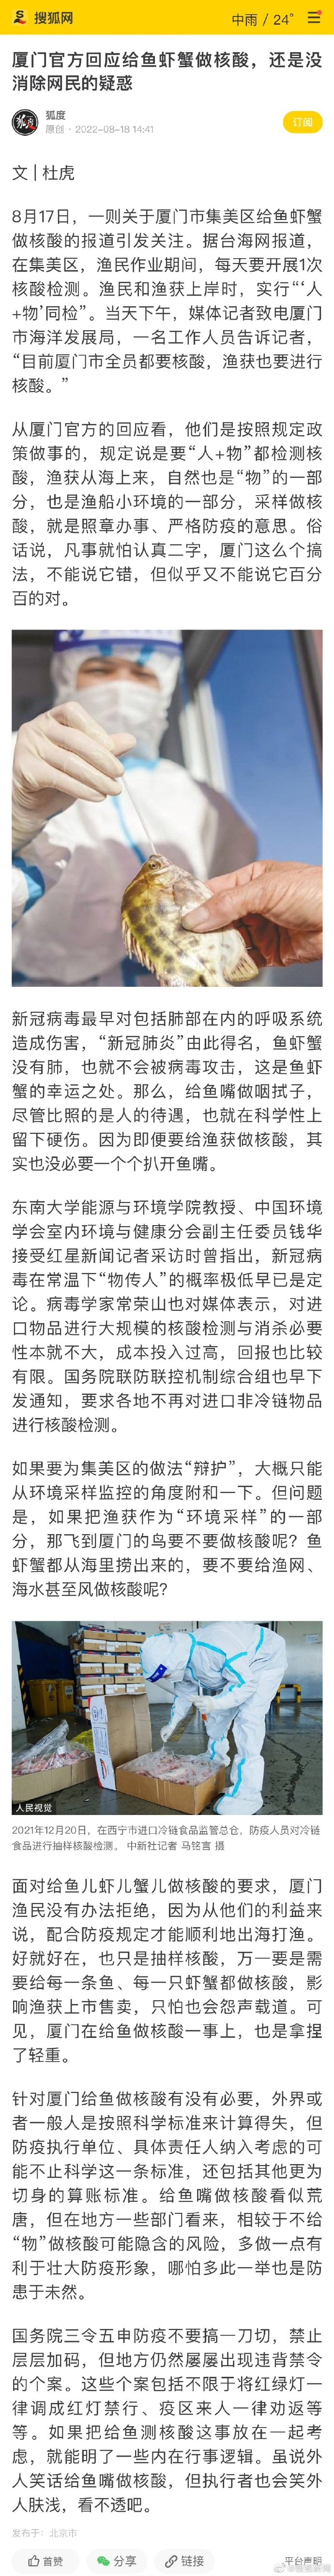 搜狐网
中雨 / 24°
厦门官方回应给鱼虾蟹做核酸，还是没
消除网民的疑惑
狐度
原创 · 2022-08-18 14:41
订阅
文 | 杜虎
8月17日，一则关于厦门市集美区给鱼虾蟹
做核酸的报道引发关注。据台海网报道，
在集美区，渔民作业期间，每天要开展1次
核酸检测。渔民和渔获上岸时，实行“‘人
+物’同检”。当天下午，媒体记者致电厦门
市海洋发展局，一名工作人员告诉记者，
“目前厦门市全员都要核酸，渔获也要进行
核酸。”
从厦门官方的回应看，他们是按照规定政
策做事的，规定说是要“人+物”都检测核
酸，渔获从海上来，自然也是“物”的一部
分，也是渔船小环境的一部分，采样做核
酸，就是照章办事、严格防疫的意思。俗
话说，凡事就怕认真二字，厦门这么个搞
法，不能说它错，但似乎又不能说它百分
百的对。
新冠病毒最早对包括肺部在内的呼吸系统
造成伤害，“新冠肺炎”由此得名，鱼虾蟹
没有肺，也就不会被病毒攻击，这是鱼虾
蟹的幸运之处。那么，给鱼嘴做咽拭子，
尽管比照的是人的待遇，也就在科学性上
留下硬伤。因为即便要给渔获做核酸，其
实也没必要一个个扒开鱼嘴。
东南大学能源与环境学院教授、中国环境
学会室内环境与健康分会副主任委员钱华
接受红星新闻记者采访时曾指出，新冠病
毒在常温下“物传人”的概率极低早已是定
论。病毒学家常荣山也对媒体表示，对进
口物品进行大规模的核酸检测与消杀必要
性本就不大，成本投入过高，回报也比较
有限。国务院联防联控机制综合组也早下
发通知，要求各地不再对进口非冷链物品
进行核酸检测。
如果要为集美区的做法“辩护”，大概只能
从环境采样监控的角度附和一下。但问题
是，如果把渔获作为“环境采样”的一部
分，那飞到厦门的鸟要不要做核酸呢？鱼
虾蟹都从海里捞出来的，要不要给渔网、
海水甚至风做核酸呢？
人民视觉
2021年12月20日，在西宁市进口冷链食品监管总仓，防疫人员对冷链
食品进行抽样核酸检测。 中新社记者 马铭言 摄
面对给鱼儿虾儿蟹儿做核酸的要求，厦门
渔民没有办法拒绝，因为从他们的利益来
说，配合防疫检测才能顺利地出海打渔。
好就好在，也只是抽样核酸，万一要是需
要给每一条鱼、每一只虾蟹都做核酸，影
响渔获上市售卖，只怕也会怨声载道。可
见，厦门在给鱼做核酸一事上，也是拿捏
了轻重。
针对厦门给鱼做核酸有没有必要，外界或
者一般人是按照科学标准来计算得失，但
防疫执行单位、具体责任人纳入考虑的可
能不止科学这一条标准，还包括其他更为
切身的算账标准。给鱼嘴做核酸看似荒
唐，但在地方一些部门看来，相较于不给
“物”做核酸可能隐含的风险，多做一点有
利于壮大防疫形象，哪怕多此一举也是防
患于未然。
国务院三令五申防疫不要搞一刀切，禁止
层层加码，但地方仍然屡屡出现违背禁令
的个案。这些个案包括不限于将红绿灯一
律调成红灯禁行、疫区来人一律劝返等
等。如果把给鱼测核酸这事放在一起考
虑，就能明了一些内在行事逻辑。虽说外
人笑话给鱼嘴做核酸，但执行者也会笑外
人肤浅，看不透吧。
发布于：北京市
首赞
分享
链接
平台声明